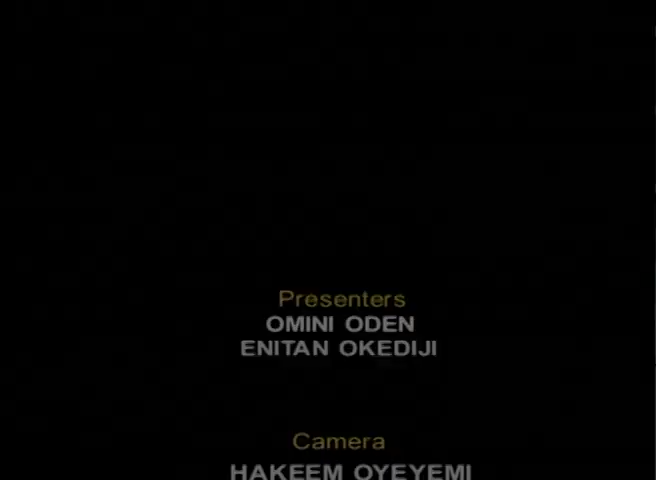 Presenters
OMINI ODEN
ENITAN OKEDIJI
Camera
HAKEEM OYEYEMI